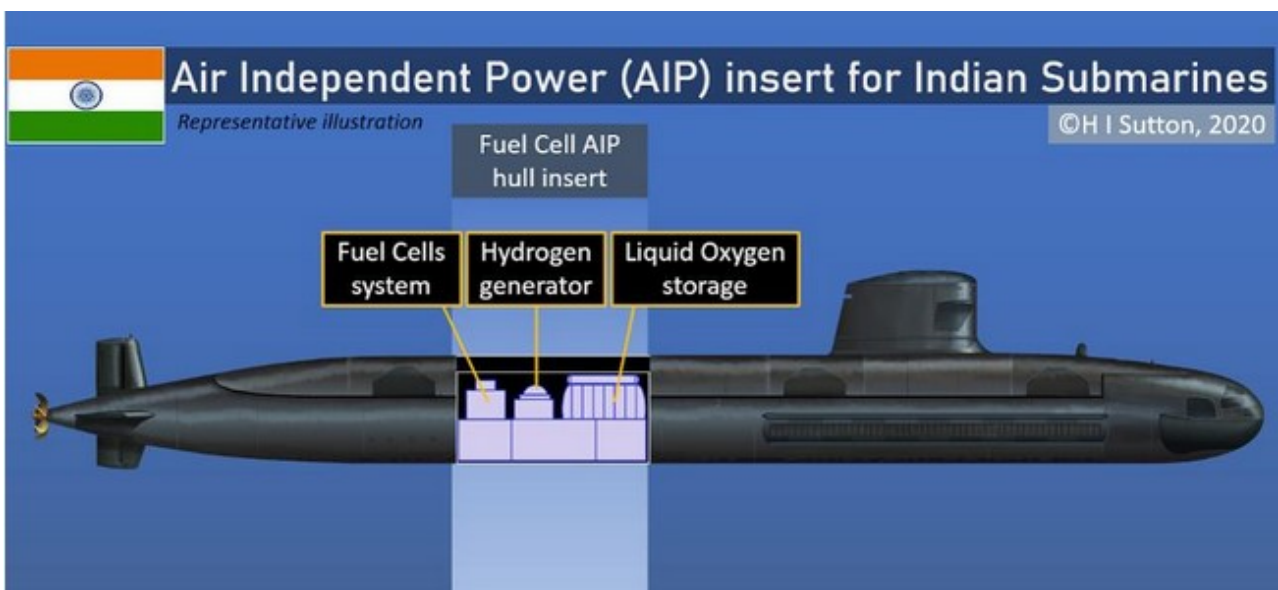 Air Independent Power (AIP) insert for Indian Submarines
Representative illustration
©H I Sutton, 2020
Fuel Cell AIP
hull insert
Fuel Cells
system
Hydrogen
generator
Liquid Oxygen
storage